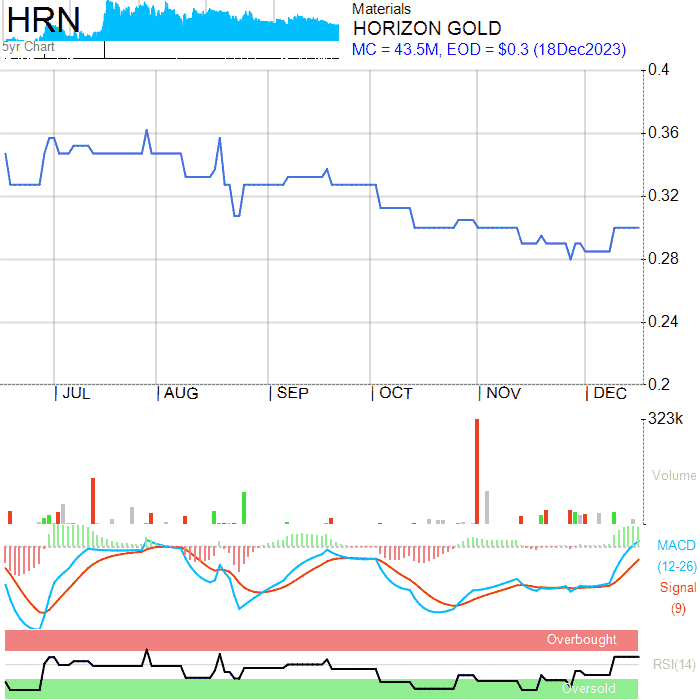 HRN
5yr Chart
Materials
HORIZON GOLD
MC = 43.5M, EOD = $0.3 (18Dec2023)
0.4
0.36
0.32
0.28
0.24
0.2
| JUL | AUG | SEP | OCT | NOV | DEC
323k
Volume
MACD
(12-26)
Signal
(9)
Overbought
RSI(14)
Oversold